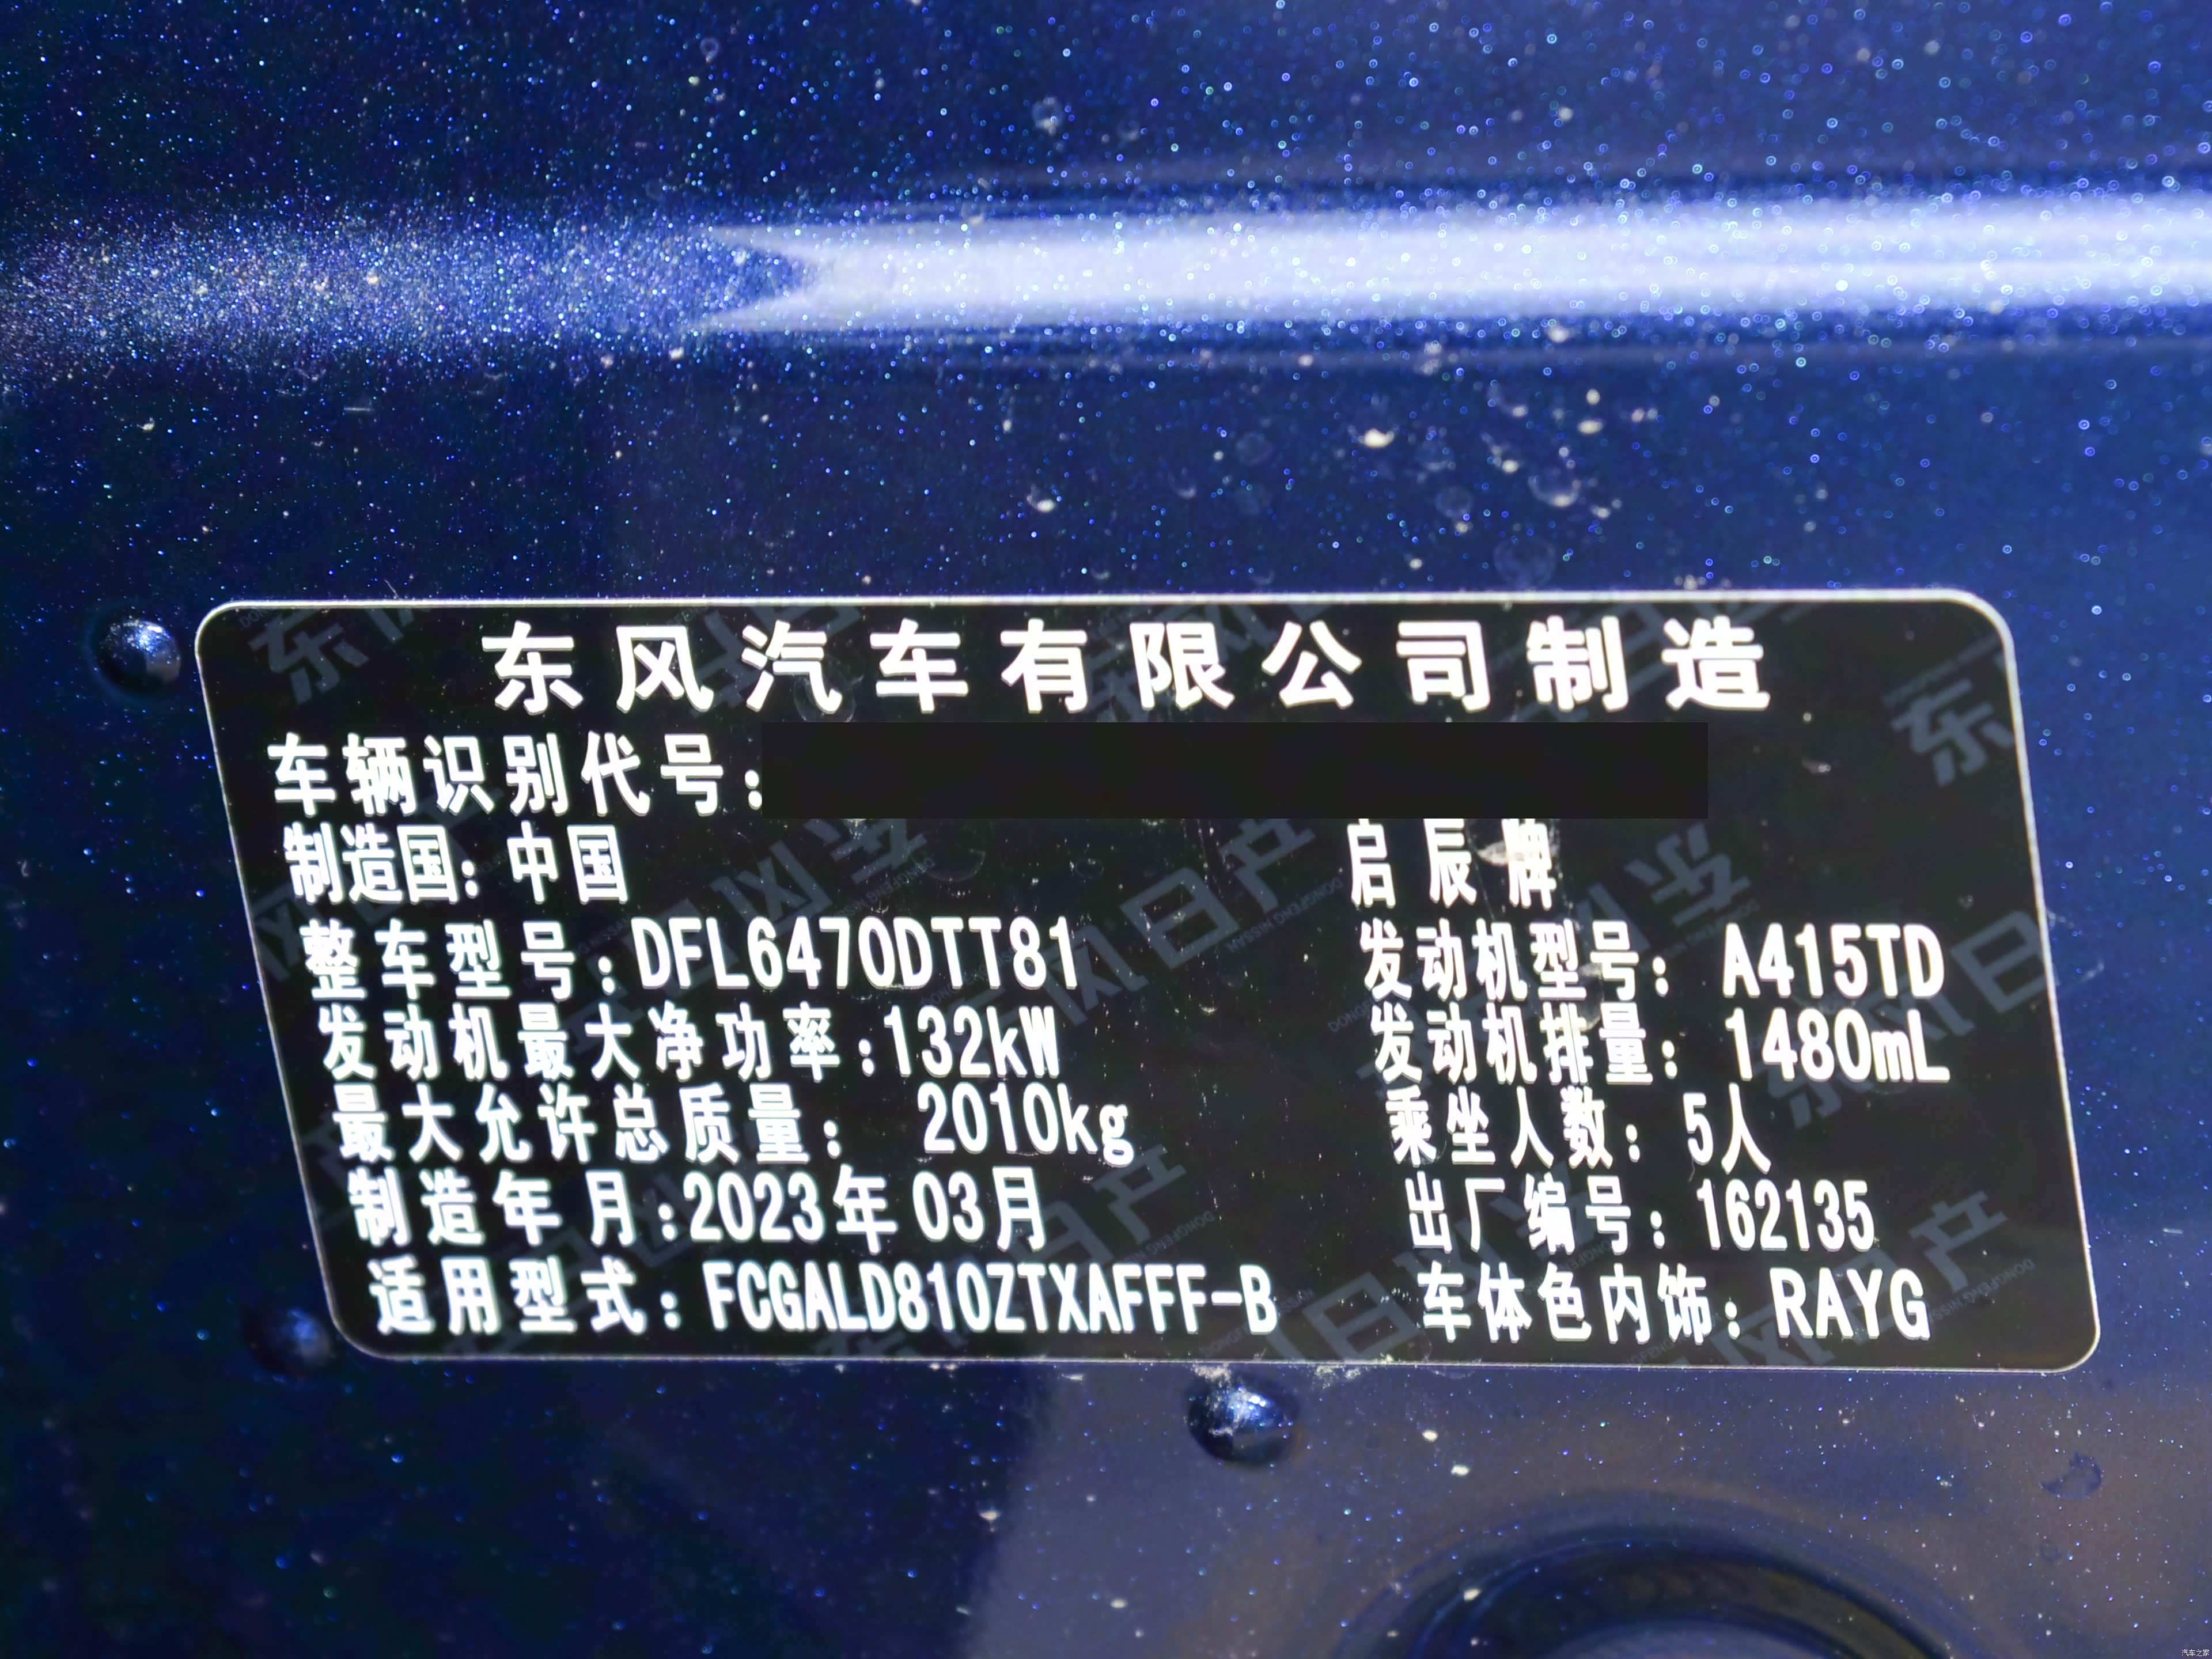 东风汽车有限公司制造
车辆识别代号:
制造国: 中国 启辰牌
整车型号: DFL6470DTT81 发动机型号: A415TD
发动机最大净功率:132kW 发动机排量: 1480mL
最大允许总质量: 2010kg 乘坐人数: 5人
制造年月:2023年03月 出厂编号: 162135
适用型式: FCGALD810ZTXAFFF-B 车体色内饰: RAYG
汽车之家